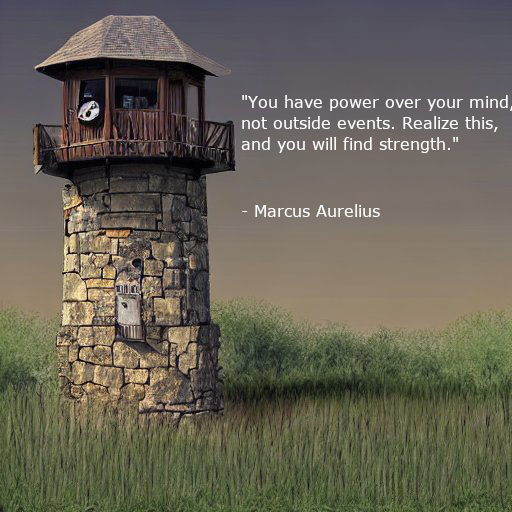 "You have power over your mind,
not outside events. Realize this,
and you will find strength."
- Marcus Aurelius